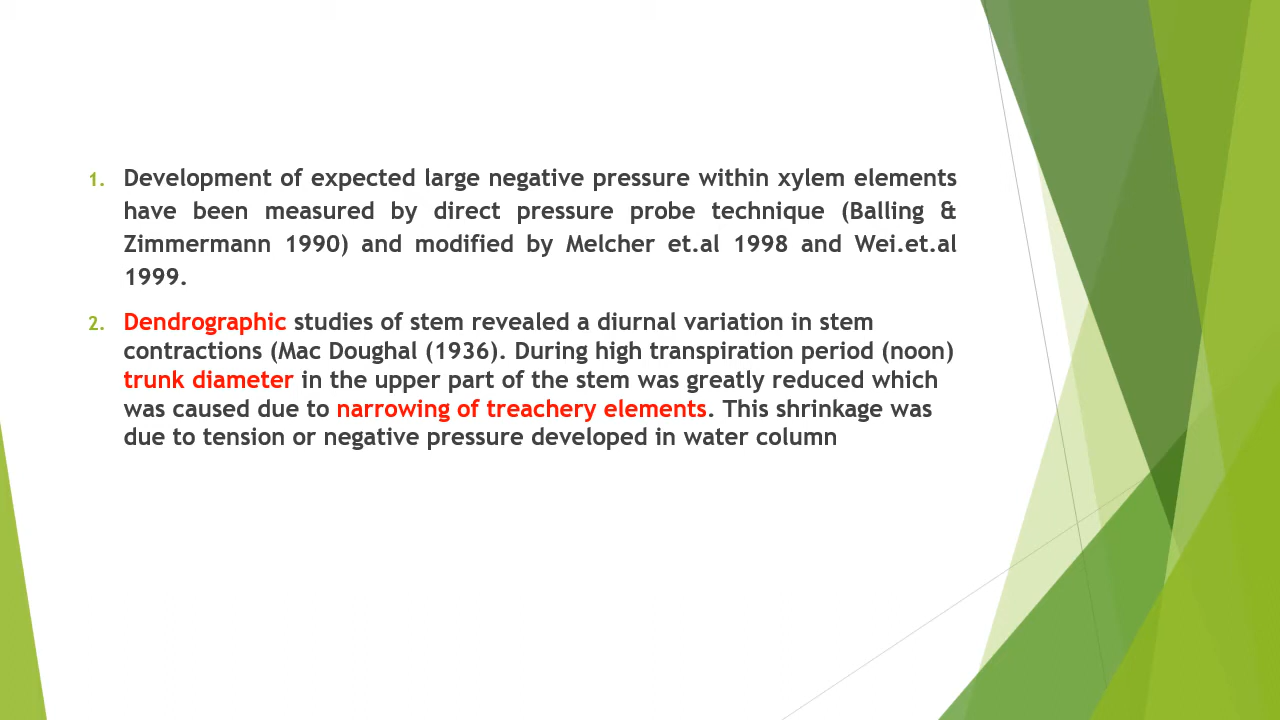 1. Development of expected large negative pressure within xylem elements
have been measured by direct pressure probe technique (Balling &
Zimmermann 1990) and modified by Melcher et.al 1998 and Wei.et.al
1999.
2. Dendrographic studies of stem revealed a diurnal variation in stem
contractions (Mac Doughal (1936). During high transpiration period (noon)
trunk diameter in the upper part of the stem was greatly reduced which
was caused due to narrowing of treachery elements. This shrinkage was
due to tension or negative pressure developed in water column